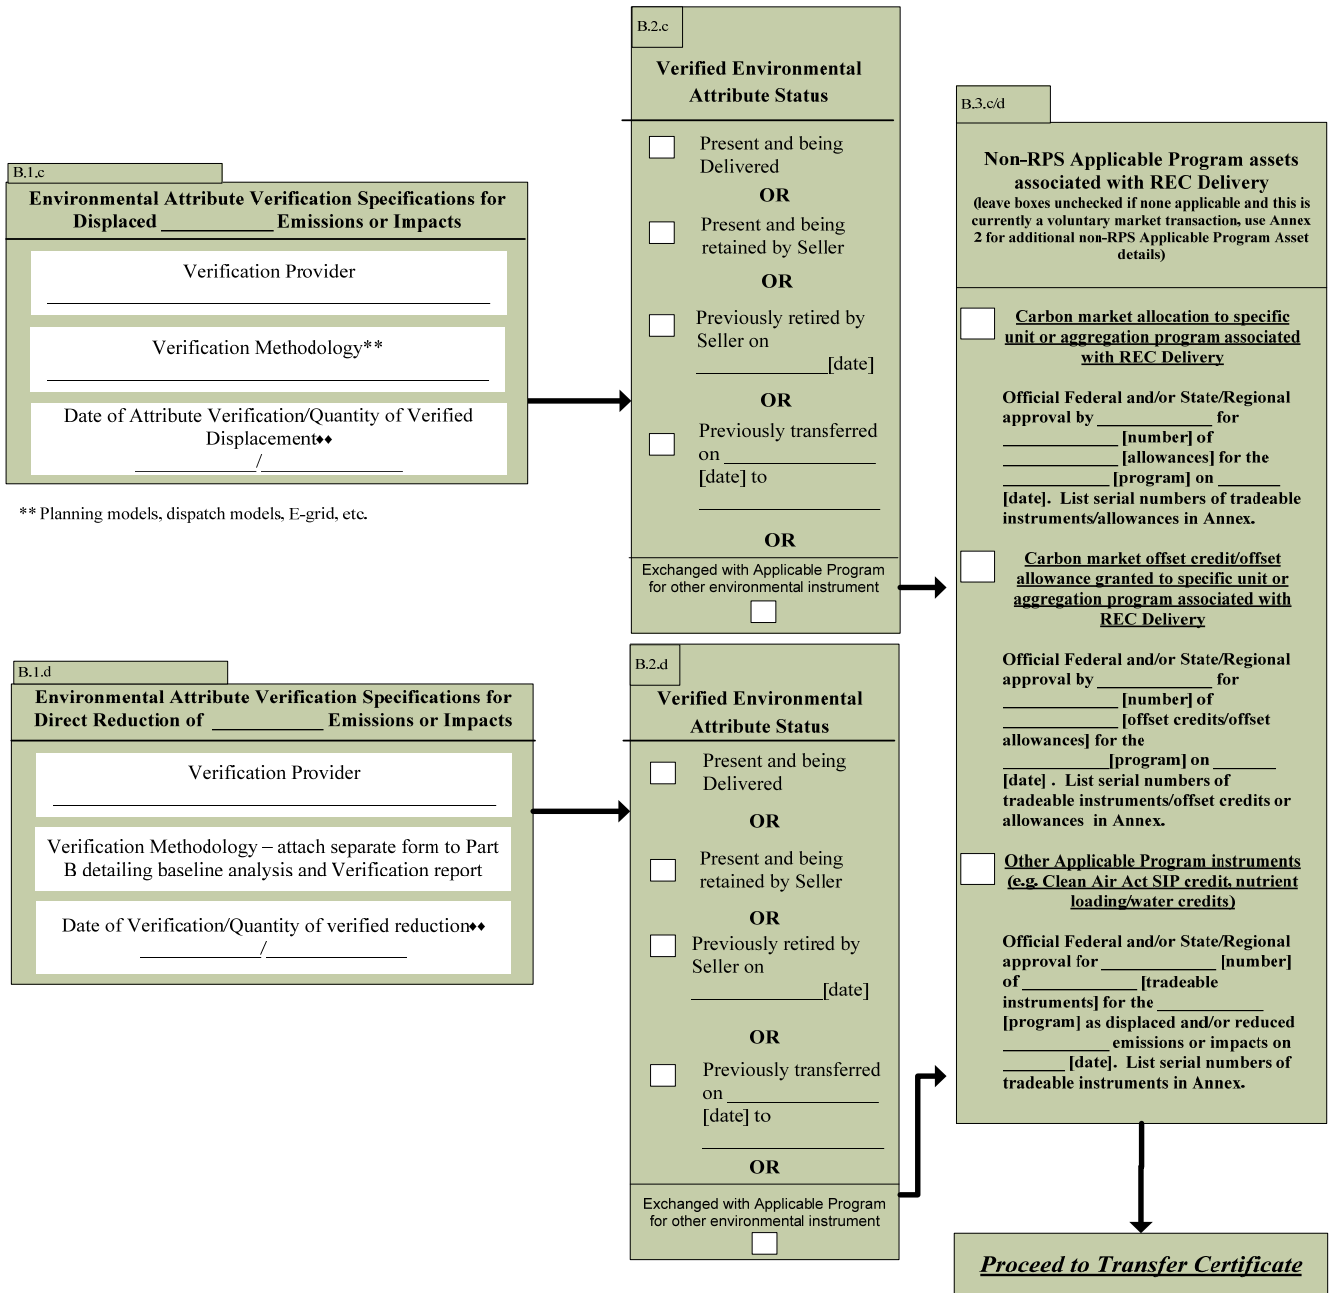 B.1.c
Environmental Attribute Verification Specifications for
Displaced ____________ Emissions or Impacts
Verification Provider
Verification Methodology**
Date of Attribute Verification/Quantity of Verified
Displacement♦♦
____________/______________
** Planning models, dispatch models, E-grid, etc.
B.2.c
Verified Environmental
Attribute Status
Present and being
Delivered
OR
Present and being
retained by Seller
OR
Previously retired by
Seller on
_____________[date]
OR
Previously transferred
on _______________
[date] to
__________________
OR
Exchanged with Applicable Program
for other environmental instrument
B.1.d
Environmental Attribute Verification Specifications for
Direct Reduction of ____________ Emissions or Impacts
Verification Provider
Verification Methodology – attach separate form to Part
B detailing baseline analysis and Verification report
Date of Verification/Quantity of verified reduction♦♦
____________/______________
B.2.d
Verified Environmental
Attribute Status
Present and being
Delivered
OR
Present and being
retained by Seller
OR
Previously retired by
Seller on
_____________[date]
OR
Previously transferred
on _______________
[date] to
__________________
OR
Exchanged with Applicable Program
for other environmental instrument
B.3.c/d
Non-RPS Applicable Program assets
associated with REC Delivery
(leave boxes unchecked if none applicable and this is
currently a voluntary market transaction, use Annex
2 for additional non-RPS Applicable Program Asset
details)
Carbon market allocation to specific
unit or aggregation program associated
with REC Delivery
Official Federal and/or State/Regional
approval by _____________ for
_____________ [number] of
_____________ [allowances] for the
____________ [program] on _______
[date].  List serial numbers of tradeable
instruments/allowances in Annex.
Carbon market offset credit/offset
allowance granted to specific unit or
aggregation program associated with
REC Delivery
Official Federal and/or State/Regional
approval by _____________ for
_____________ [number] of
_____________ [offset credits/offset
allowances] for the
____________[program] on _______
[date] .  List serial numbers of
tradeable instruments/offset credits or
allowances  in Annex.
Other Applicable Program instruments
(e.g. Clean Air Act SIP credit, nutrient
loading/water credits)
Official Federal and/or State/Regional
approval for _____________ [number]
of _____________ [tradeable
instruments] for the ____________
[program] as displaced and/or reduced
____________ emissions or impacts on
_______ [date].  List serial numbers of
tradeable instruments in Annex.
Proceed to Transfer Certificate